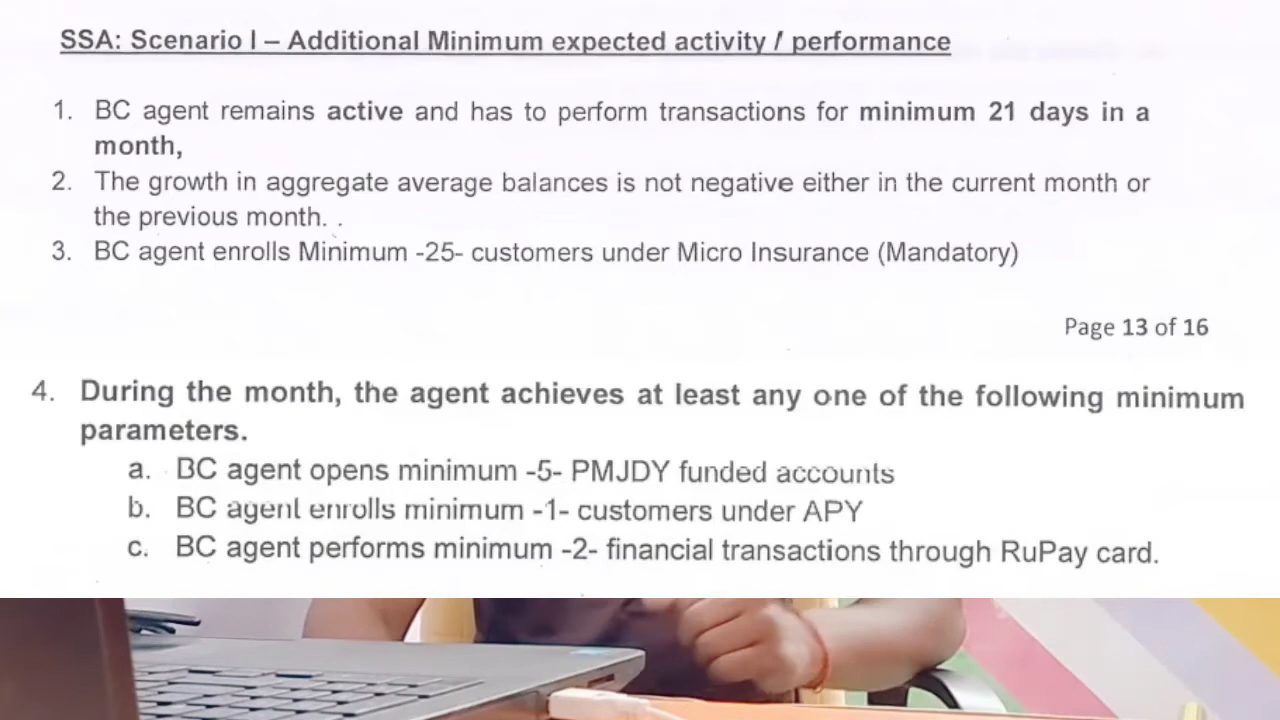 SSA: Scenario I – Additional Minimum expected activity / performance
1. BC agent remains active and has to perform transactions for minimum 21 days in a
month,
2. The growth in aggregate average balances is not negative either in the current month or
the previous month. .
3. BC agent enrolls Minimum -25- customers under Micro Insurance (Mandatory)
Page 13 of 16
4. During the month, the agent achieves at least any one of the following minimum
parameters.
a. BC agent opens minimum -5- PMJDY funded accounts
b. BC agent enrolls minimum -1- customers under APY
c. BC agent performs minimum -2- financial transactions through RuPay card.